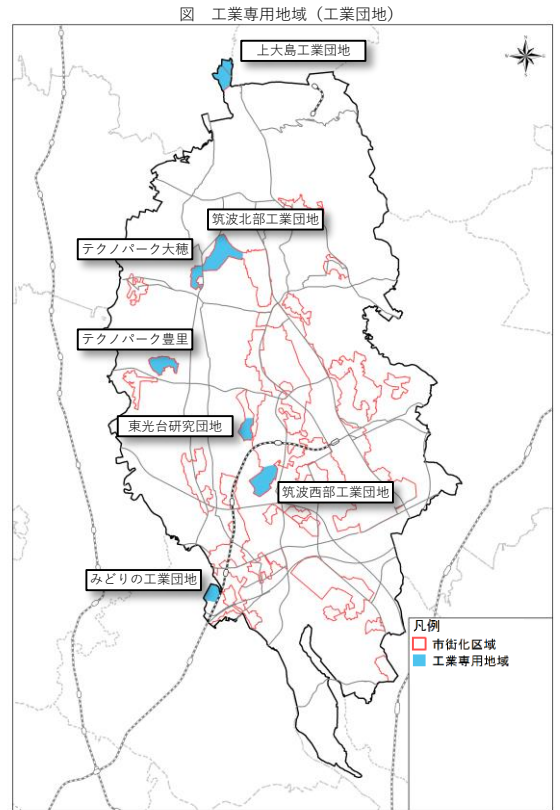 図 工業専用地域（工業団地）
上大島工業団地
筑波北部工業団地
テクノパーク大穂
テクノパーク豊里
東光台研究団地
筑波西部工業団地
みどりの工業団地
凡例
市街化区域
工業専用地域